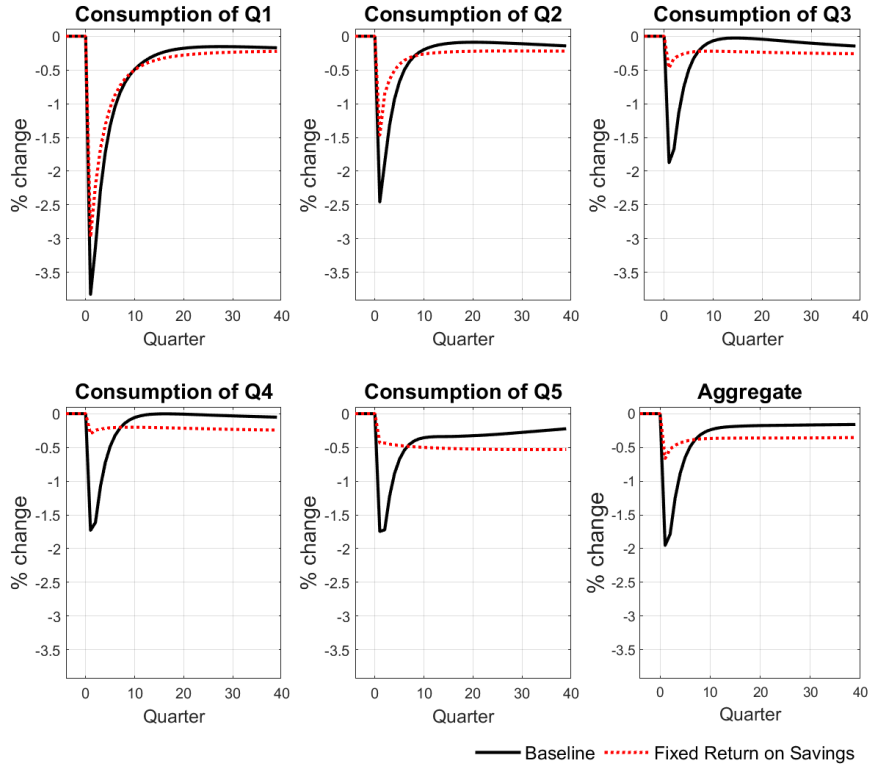 Consumption of Q1
Consumption of Q2
Consumption of Q3
% change
0
-0.5
-1
-1.5
-2
-2.5
-3
-3.5
0 10 20 30 40
Quarter
% change
0
-0.5
-1
-1.5
-2
-2.5
-3
-3.5
0 10 20 30 40
Quarter
% change
0
-0.5
-1
-1.5
-2
-2.5
-3
-3.5
0 10 20 30 40
Quarter
Consumption of Q4
Consumption of Q5
Aggregate
% change
0
-0.5
-1
-1.5
-2
-2.5
-3
-3.5
0 10 20 30 40
Quarter
% change
0
-0.5
-1
-1.5
-2
-2.5
-3
-3.5
0 10 20 30 40
Quarter
% change
0
-0.5
-1
-1.5
-2
-2.5
-3
-3.5
0 10 20 30 40
Quarter
Baseline Fixed Return on Savings